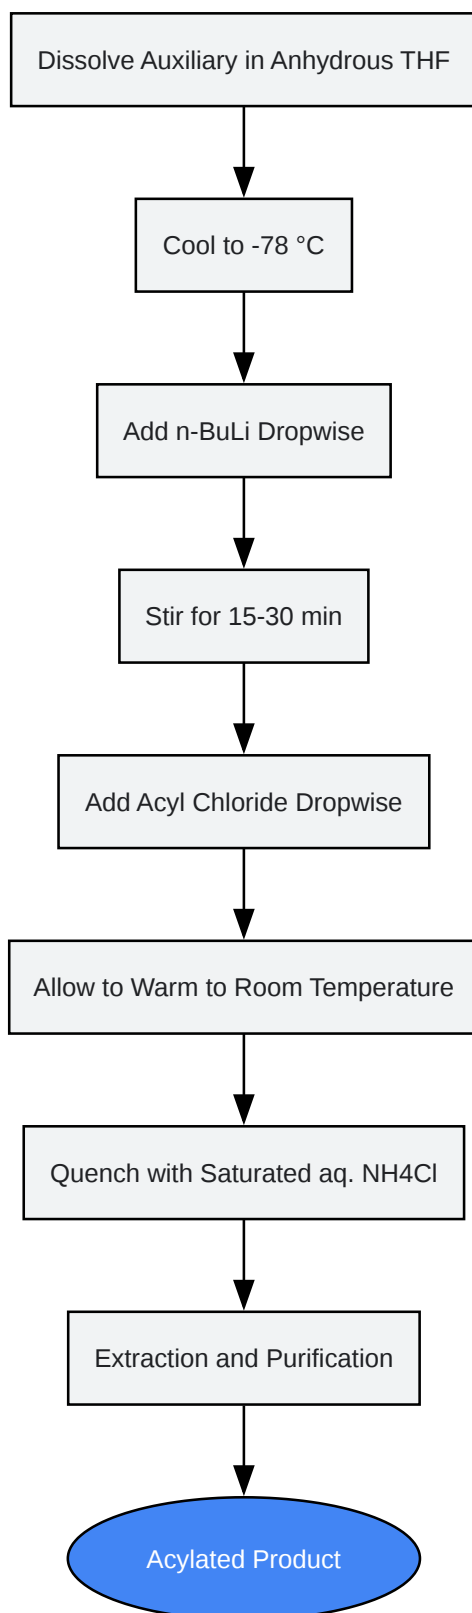 Dissolve Auxiliary in Anhydrous THF
Cool to -78 °C
Add n-BuLi Dropwise
Stir for 15-30 min
Add Acyl Chloride Dropwise
Allow to Warm to Room Temperature
Quench with Saturated aq. NH4Cl
Extraction and Purification
Acylated Product